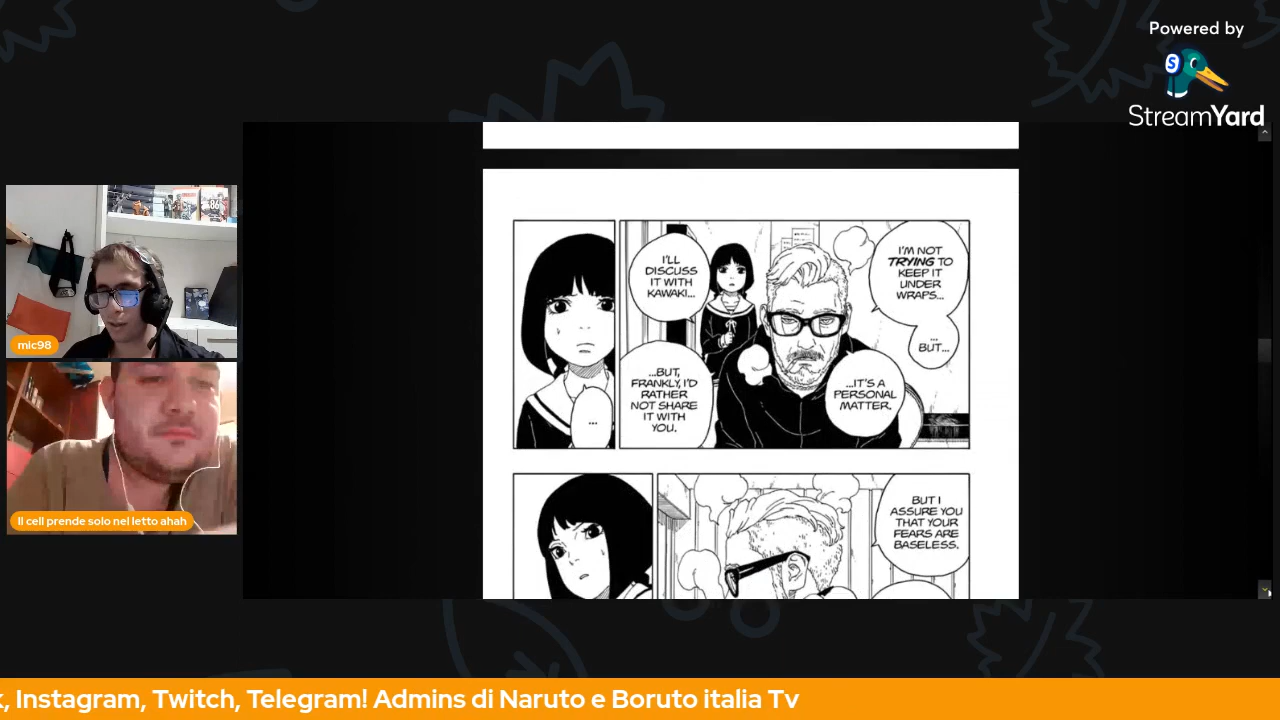 Powered by
StreamYard
I'LL
DISCUSS
IT WITH
KAWAKI...
I'M NOT
TRYING TO
KEEP IT
UNDER
WRAPS...
...
BUT...
...
...BUT,
FRANKLY, I'D
RATHER
NOT SHARE
IT WITH
YOU.
...IT'S A
PERSONAL
MATTER.
BUT I
ASSURE YOU
THAT YOUR
FEARS ARE
BASELESS.
mic98
Il cell prende solo nel letto ahah
, Instagram, Twitch, Telegram! Admins di Naruto e Boruto italia Tv